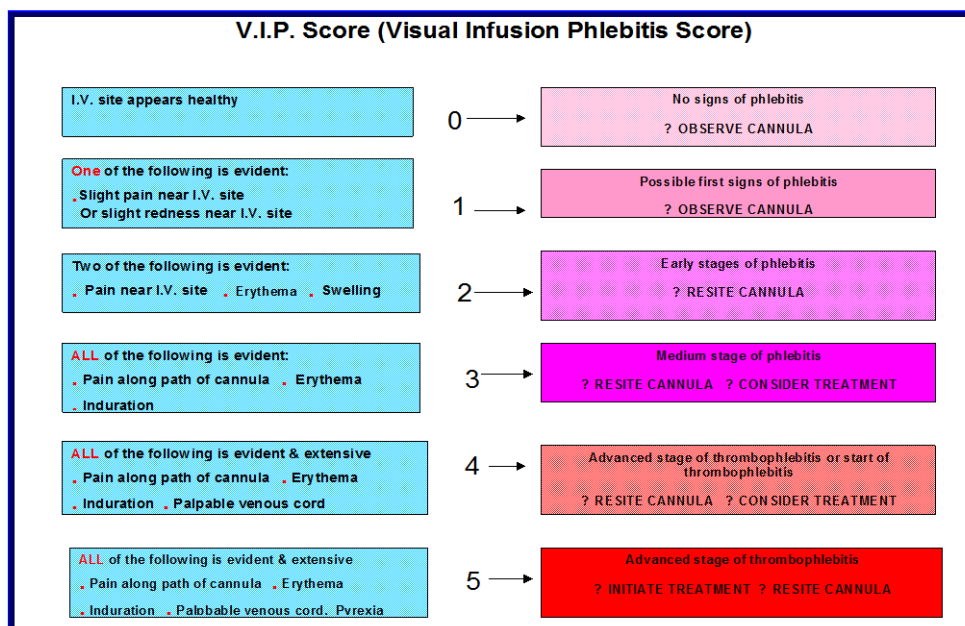 V.I.P. Score (Visual Infusion Phlebitis Score)
I.V. site appears healthy
0
No signs of phlebitis
? OBSERVE CANNULA
One of the following is evident:
.Slight pain near I.V. site
Or slight redness near I.V. site
1
Possible first signs of phlebitis
? OBSERVE CANNULA
Two of the following is evident:
. Pain near I.V. site . Erythema . Swelling
2
Early stages of phlebitis
? RESITE CANNULA
ALL of the following is evident:
. Pain along path of cannula . Erythema
. Induration
3
Medium stage of phlebitis
? RESITE CANNULA ? CONSIDER TREATMENT
ALL of the following is evident & extensive
. Pain along path of cannula . Erythema
. Induration . Palpable venous cord
4
Advanced stage of thrombophlebitis or start of
thrombophlebitis
? RESITE CANNULA ? CONSIDER TREATMENT
ALL of the following is evident & extensive
. Pain along path of cannula . Erythema
. Induration . Palpbable venous cord. Pyrexia
5
Advanced stage of thrombophlebitis
? INITIATE TREATMENT ? RESITE CANNULA